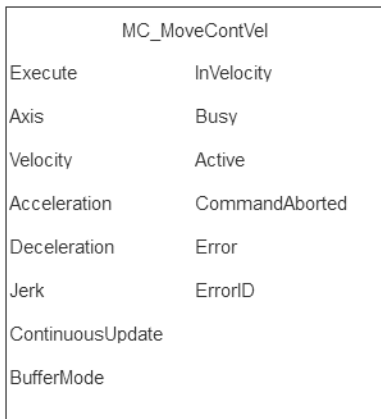 MC_MoveContVel
Execute InVelocity
Axis Busy
Velocity Active
Acceleration CommandAborted
Deceleration Error
Jerk ErrorID
ContinuousUpdate
BufferMode